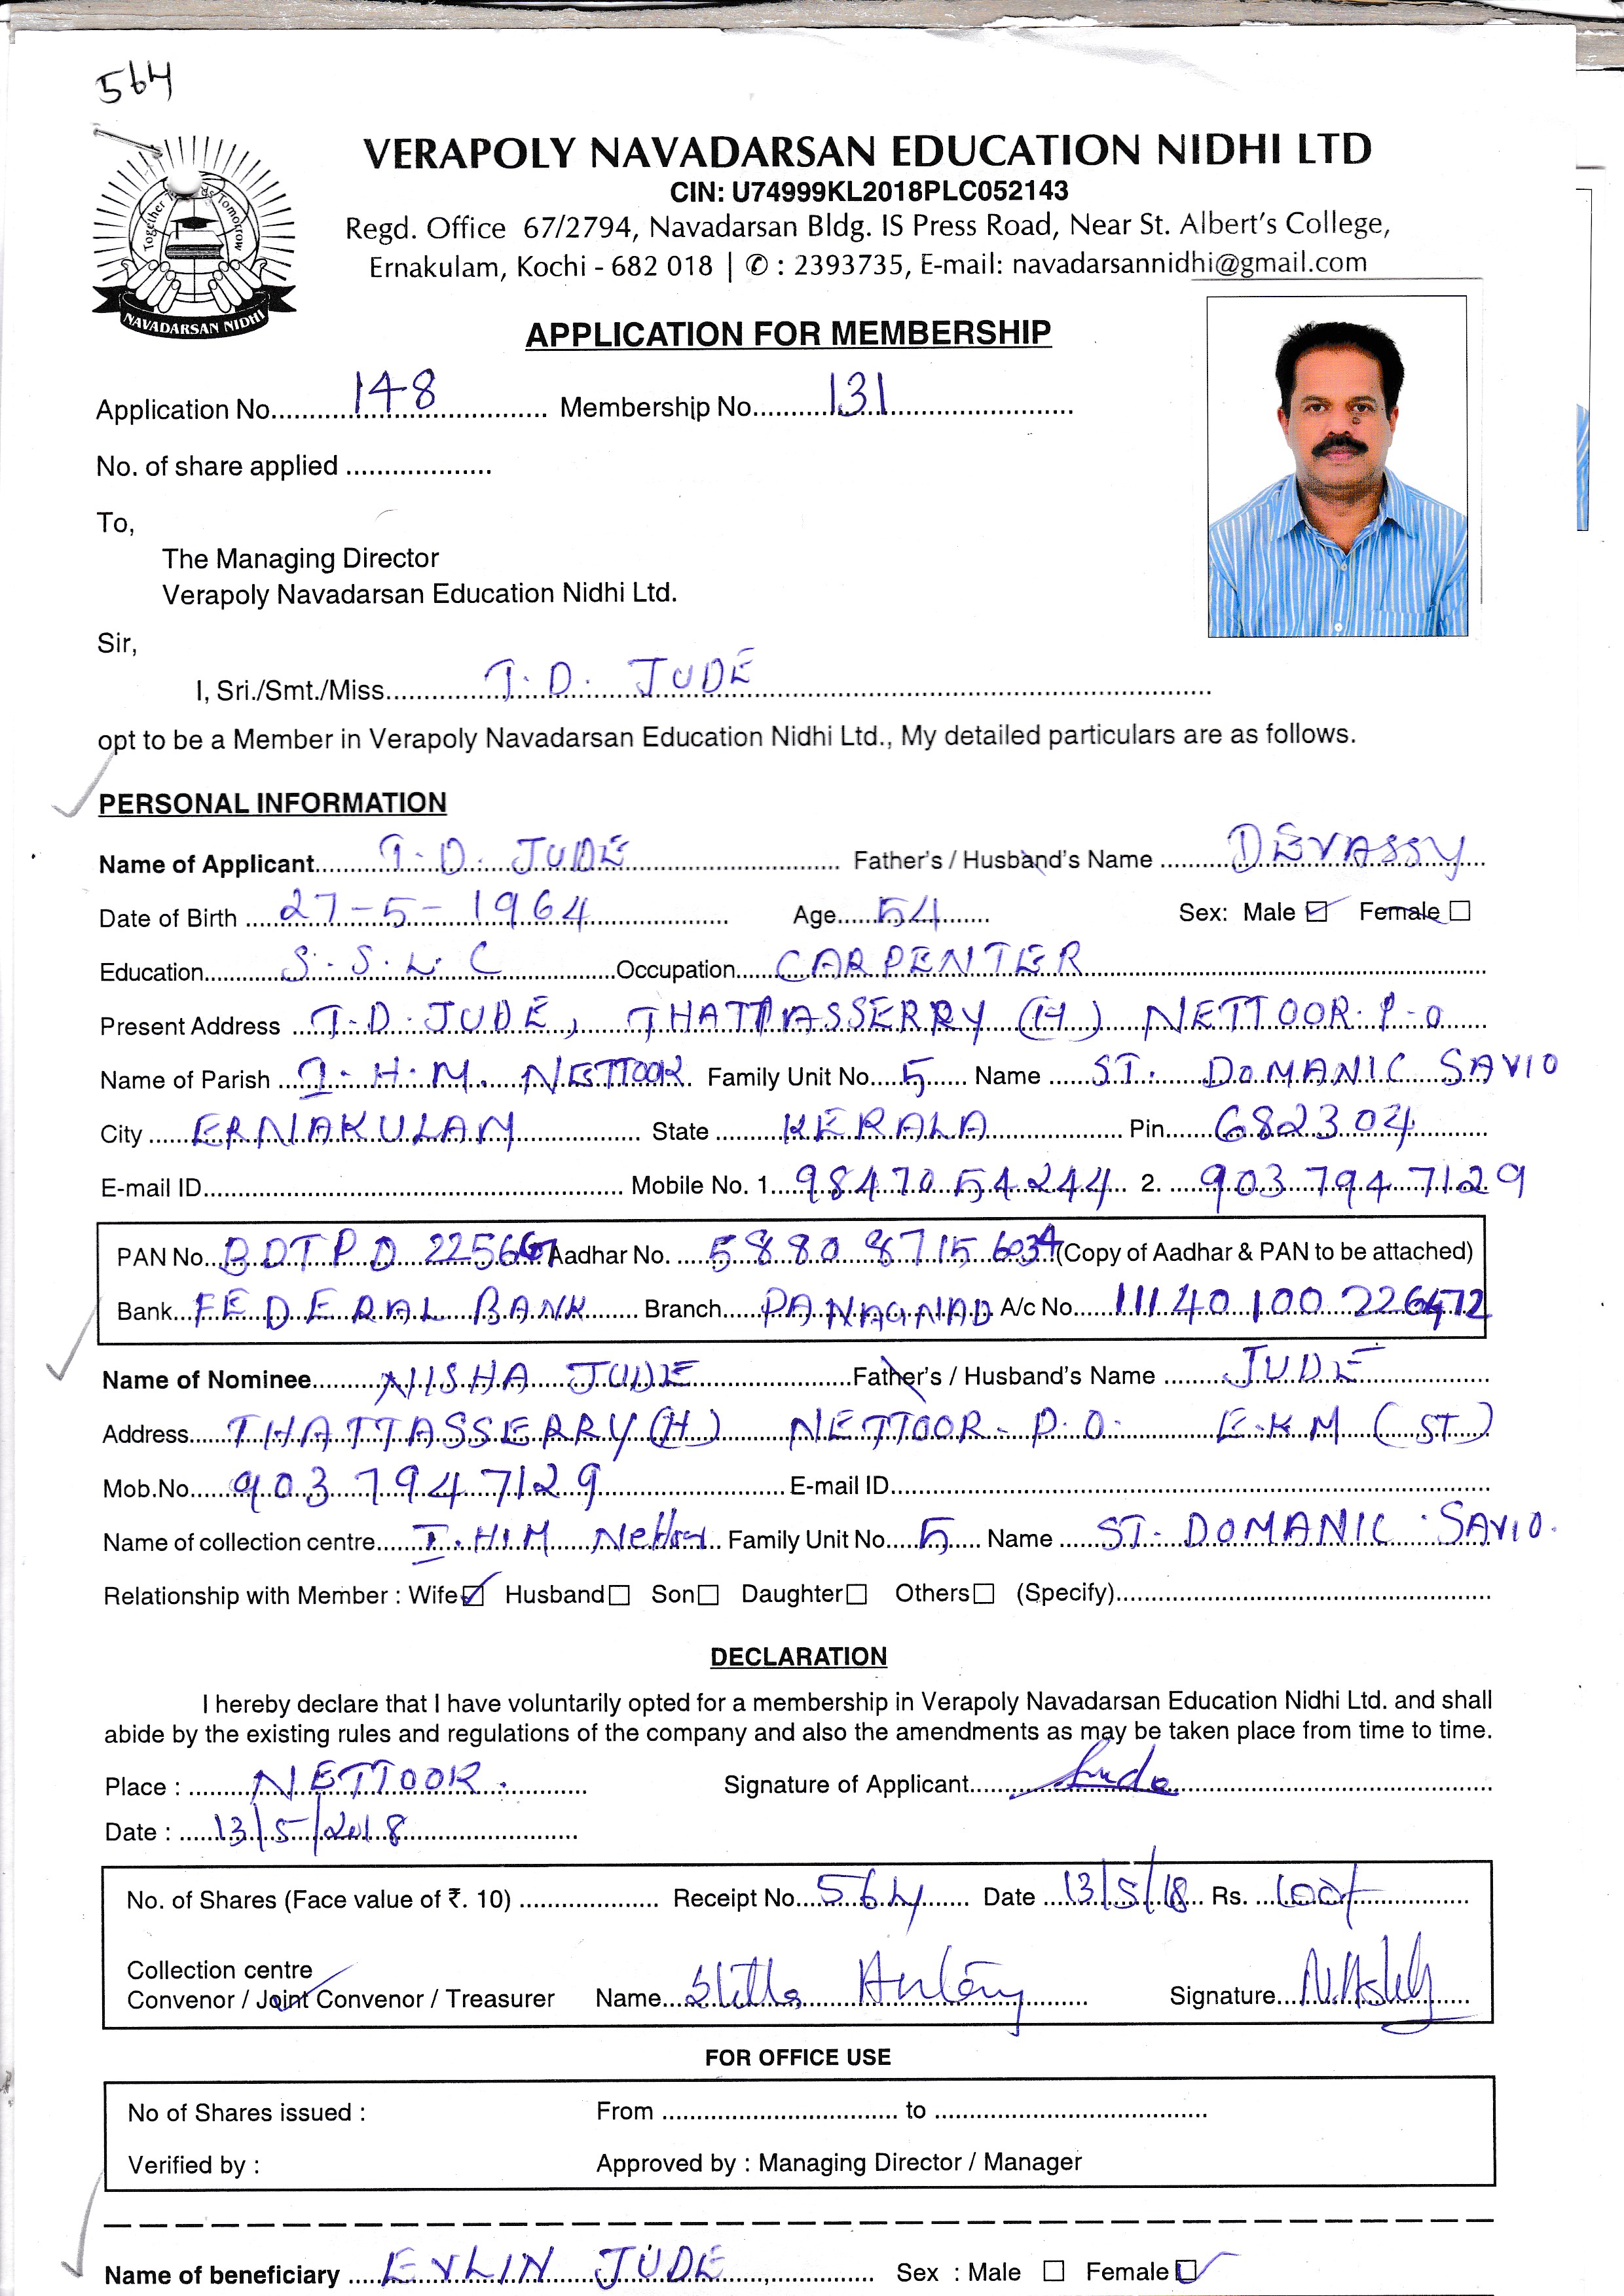 564
VERAPOLY NAVADARSAN EDUCATION NIDHI LTD
CIN: U74999KL2018PLC052143
Regd. Office 67/2794, Navadarsan Bldg. IS Press Road, Near St. Albert's College,
Ernakulam, Kochi - 682 018 | ✆ : 2393735, E-mail: navadarsannidhi@gmail.com
NAVADARSAN NIDHI
APPLICATION FOR MEMBERSHIP
Application No. 148 Membership No. 131
No. of share applied
To,
The Managing Director
Verapoly Navadarsan Education Nidhi Ltd.
Sir,
I, Sri./Smt./Miss. T. D. JUDE
opt to be a Member in Verapoly Navadarsan Education Nidhi Ltd., My detailed particulars are as follows.
PERSONAL INFORMATION
Name of Applicant T. D. JUDE Father's / Husband's Name DEVASSY
Date of Birth 27-5-1964 Age 54 Sex: Male ☑ Female ☐
Education S.S.L.C Occupation CARPENTER
Present Address T.D. JUDE, THATTASSERRY (H) NETTOOR. P.O
Name of Parish I.H.M. NETTOOR Family Unit No. 5 Name ST. DOMANIC SAVIO
City ERNAKULAM State KERALA Pin 682304
E-mail ID Mobile No. 1. 9847054244 2. 9037947129
PAN No. Aadhar No. 5880 8715 6034 (Copy of Aadhar & PAN to be attached)
Bank FEDERAL BANK Branch PANAGNAD A/c No.
Name of Nominee NISHA JUDE Father's / Husband's Name JUDE
Address THATTASSERRY (H) NETTOOR. P.O. E.K.M (ST)
Mob.No. 9037947129 E-mail ID
Name of collection centre I.H.M Nettoor Family Unit No. 5 Name ST. DOMANIC SAVIO.
Relationship with Member : Wife ☑ Husband ☐ Son ☐ Daughter ☐ Others ☐ (Specify)
DECLARATION
I hereby declare that I have voluntarily opted for a membership in Verapoly Navadarsan Education Nidhi Ltd. and shall
abide by the existing rules and regulations of the company and also the amendments as may be taken place from time to time.
Place : NETTOOR. Signature of Applicant Jude
Date : 13/5/2018
No. of Shares (Face value of ₹. 10) Receipt No. 564 Date 13/5/18 Rs. 100/-
Collection centre
Convenor / Joint Convenor / Treasurer Name Stella Antony Signature
FOR OFFICE USE
No of Shares issued : From to
Verified by : Approved by : Managing Director / Manager
Name of beneficiary EVLIN JUDE Sex : Male ☐ Female ☑